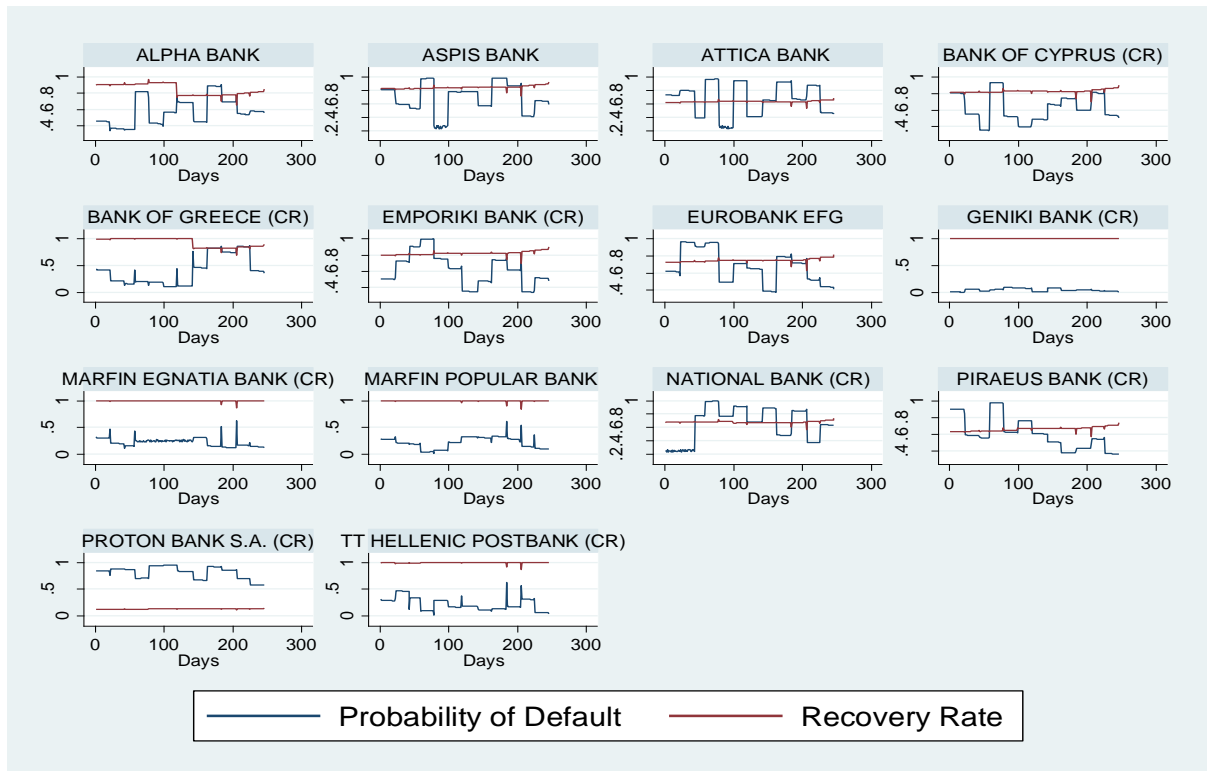 ALPHA BANK
ASPIS BANK
ATTICA BANK
BANK OF CYPRUS (CR)
.4.6.8 1
.2.4.6.8 1
.2.4.6.8 1
.4.6.8 1
0 100 200 300
0 100 200 300
0 100 200 300
0 100 200 300
Days
Days
Days
Days
BANK OF GREECE (CR)
EMPORIKI BANK (CR)
EUROBANK EFG
GENIKI BANK (CR)
0 .5 1
.4.6.8 1
.4.6.8 1
0 .5 1
0 100 200 300
0 100 200 300
0 100 200 300
0 100 200 300
Days
Days
Days
Days
MARFIN EGNATIA BANK (CR)
MARFIN POPULAR BANK
NATIONAL BANK (CR)
PIRAEUS BANK (CR)
0 .5 1
0 .5 1
.2.4.6.8 1
.4.6.8 1
0 100 200 300
0 100 200 300
0 100 200 300
0 100 200 300
Days
Days
Days
Days
PROTON BANK S.A. (CR)
TT HELLENIC POSTBANK (CR)
0 .5 1
0 .5 1
0 100 200 300
0 100 200 300
Days
Days
Probability of Default
Recovery Rate